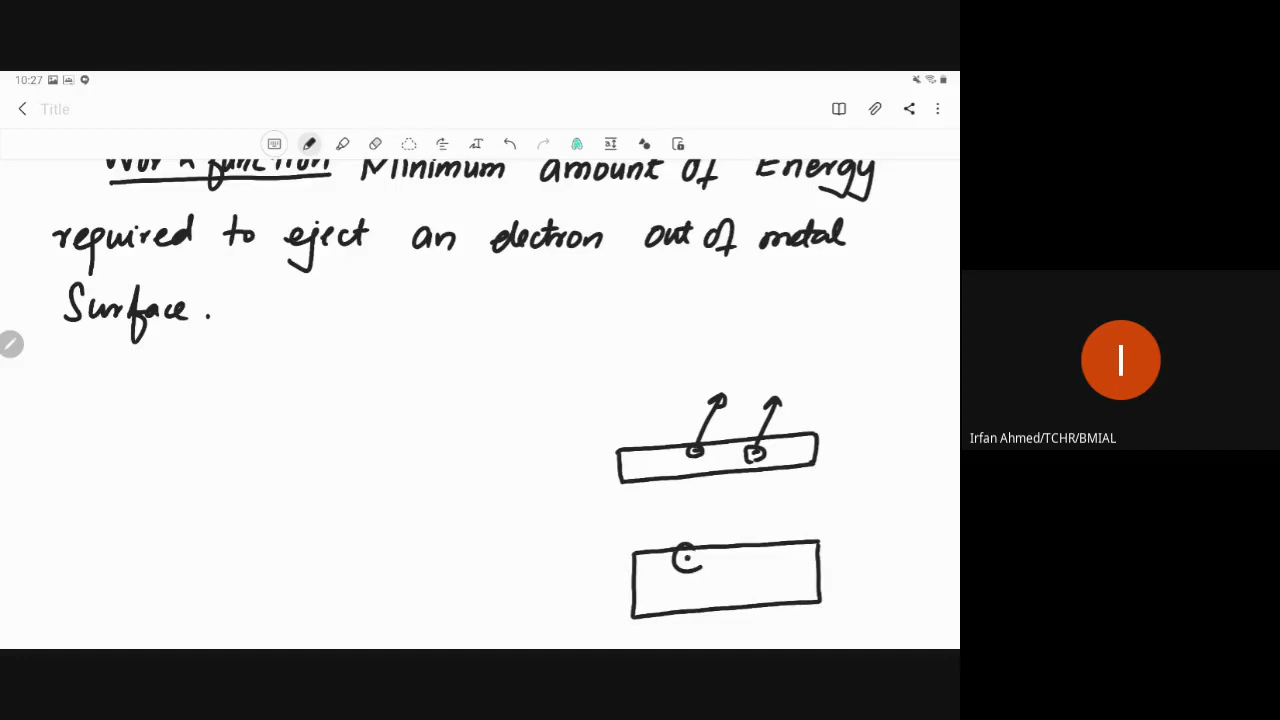 10:27
Title
Work function Minimum amount of Energy
required to eject an electron out of metal
Surface.
I
Irfan Ahmed/TCHR/BMIAL